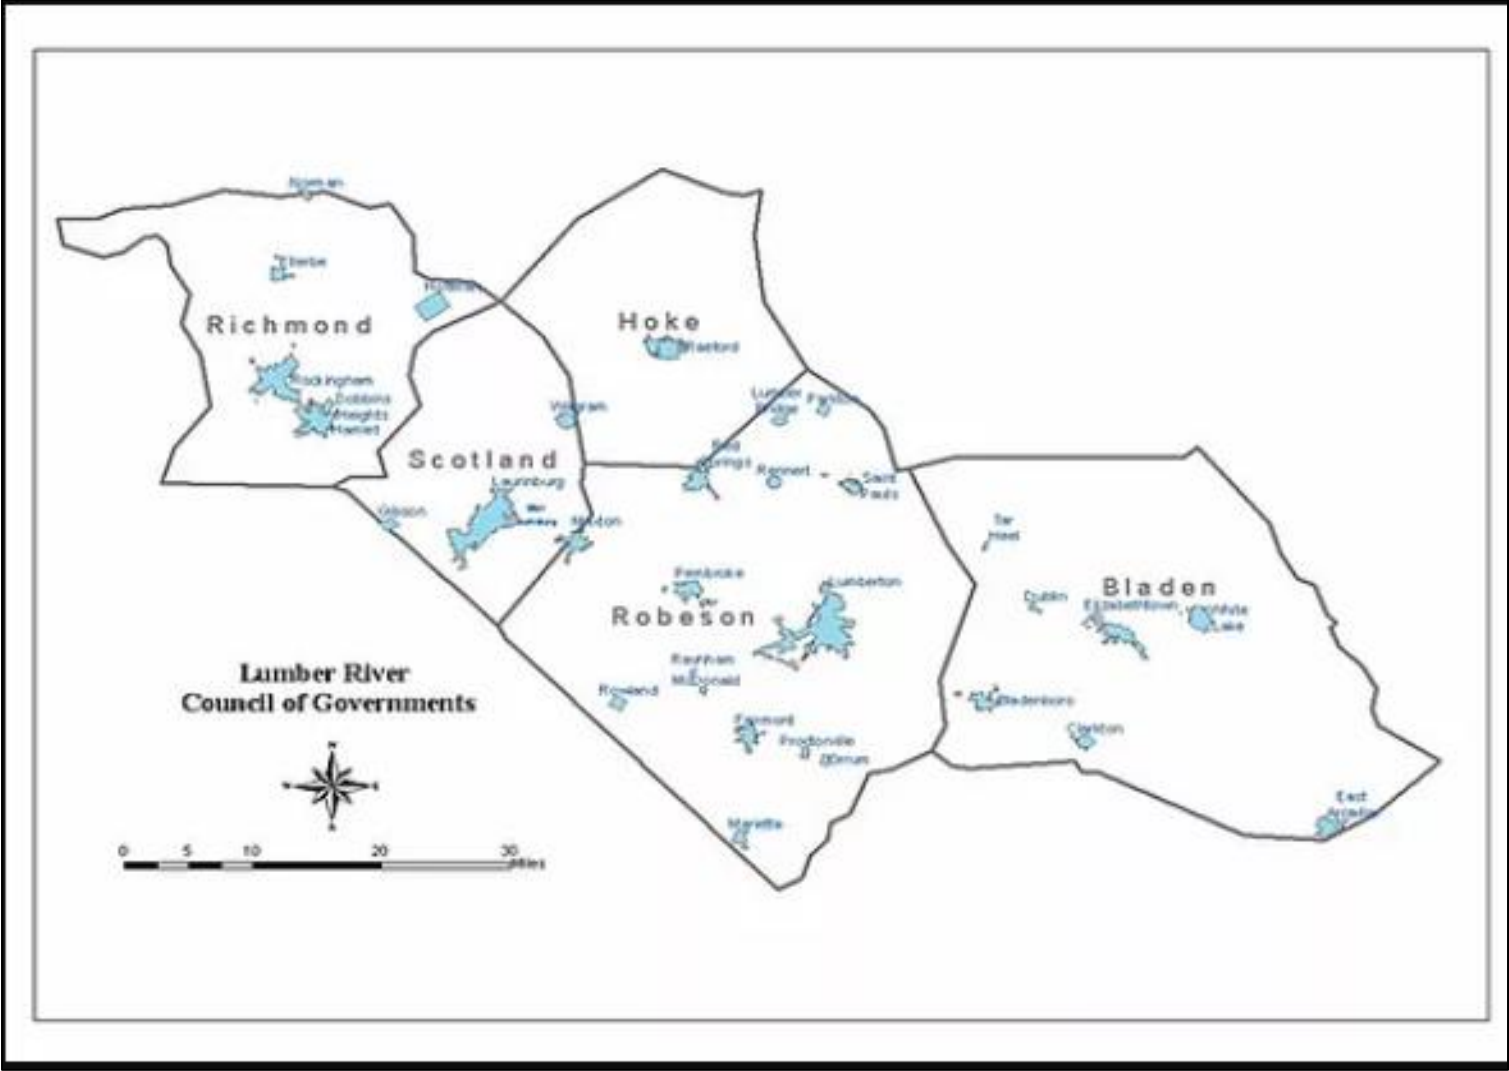 Norman
Ellerbe
Richmond
Hoke
Raeford
Rockingham
Dobbins
Heights
Hamlet
Lumber
Bridge
Parkton
Wagram
Scotland
Red
Springs
Rennert
Saint
Pauls
Laurinburg
Gibson
Maxton
Tar
Heel
Pembroke
Lumberton
Robeson
Bladen
Dublin
Elizabethtown
White
Lake
Raynham
McDonald
Rowland
Bladenboro
Fairmont
Proctorville
Orrum
Clarkton
Marietta
East
Arcadia
Lumber River
Council of Governments
N
0 5 10 20 30
Miles